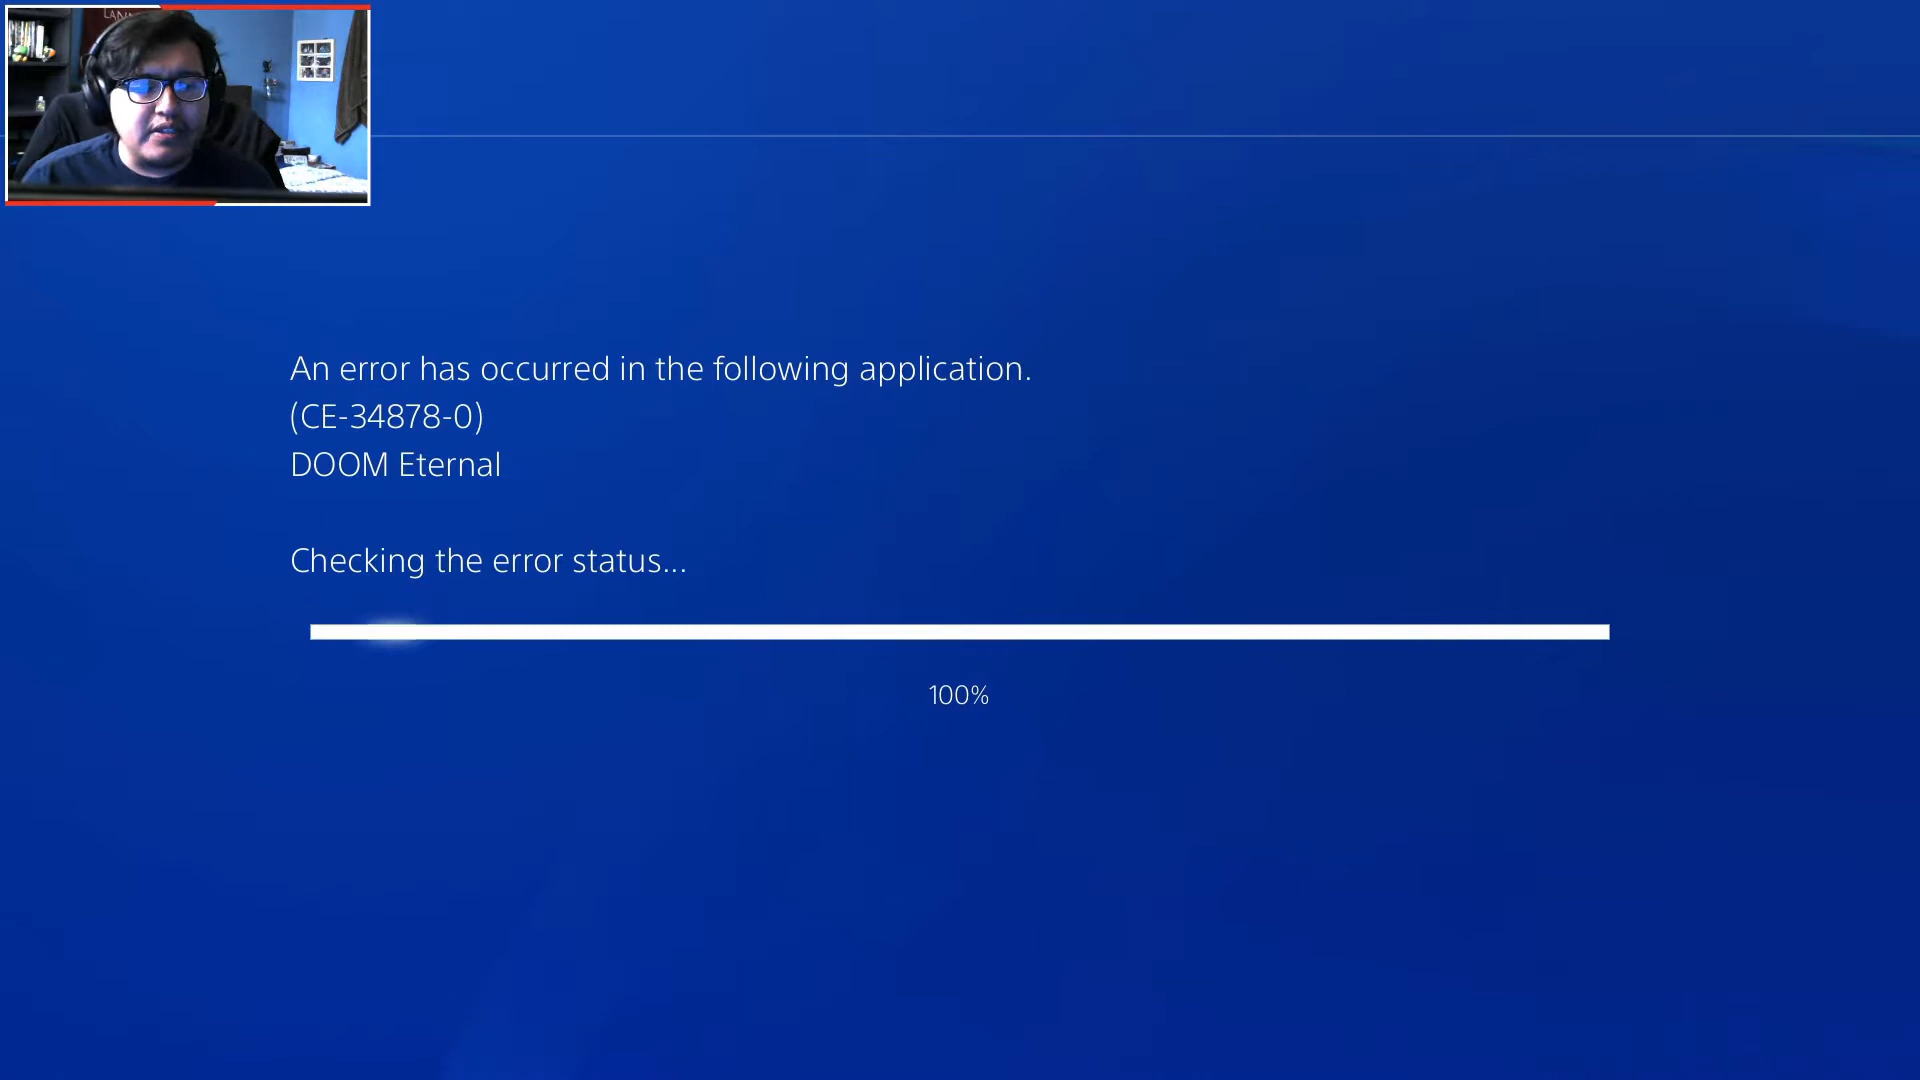 An error has occurred in the following application.
(CE-34878-0)
DOOM Eternal
Checking the error status...
100%